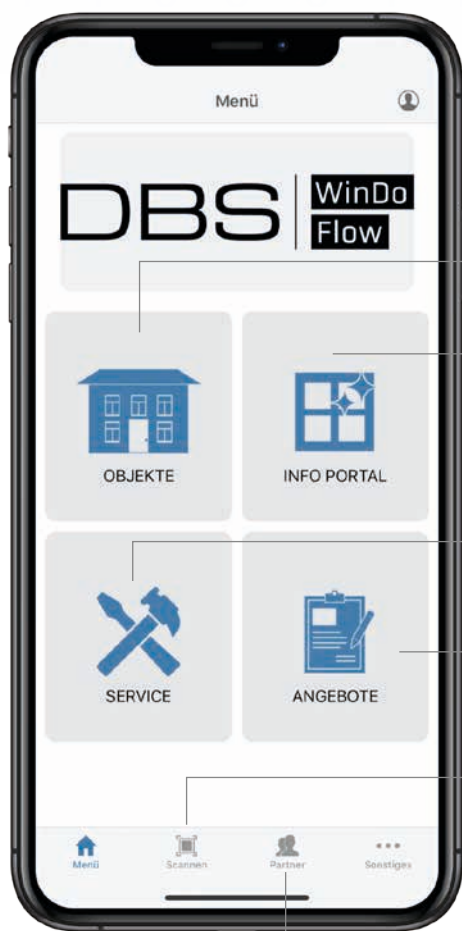 Menü
DBS
WinDo
Flow
OBJEKTE
INFO PORTAL
SERVICE
ANGEBOTE
Menü
Scannen
Partner
Sonstiges